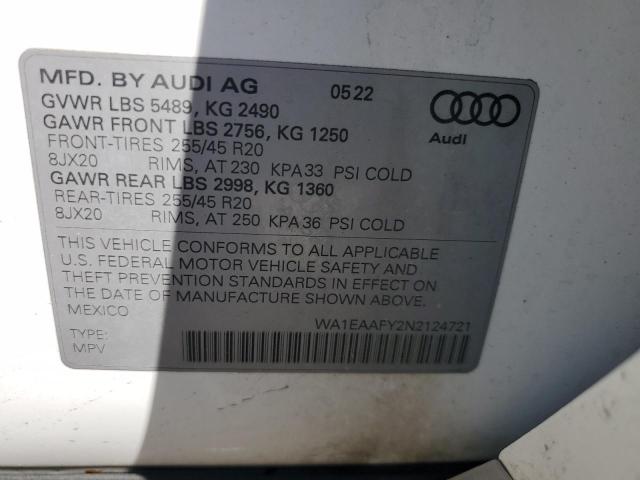 MFD. BY AUDI AG 05 22
GVWR LBS 5489, KG 2490
GAWR FRONT LBS 2756, KG 1250
FRONT-TIRES 255/45 R20
8JX20 RIMS, AT 230 KPA33 PSI COLD
GAWR REAR LBS 2998, KG 1360
REAR-TIRES 255/45 R20
8JX20 RIMS, AT 250 KPA36 PSI COLD
Audi
THIS VEHICLE CONFORMS TO ALL APPLICABLE
U.S. FEDERAL MOTOR VEHICLE SAFETY AND
THEFT PREVENTION STANDARDS IN EFFECT ON
THE DATE OF MANUFACTURE SHOWN ABOVE.
MEXICO
WA1EAAFY2N2124721
TYPE:
MPV